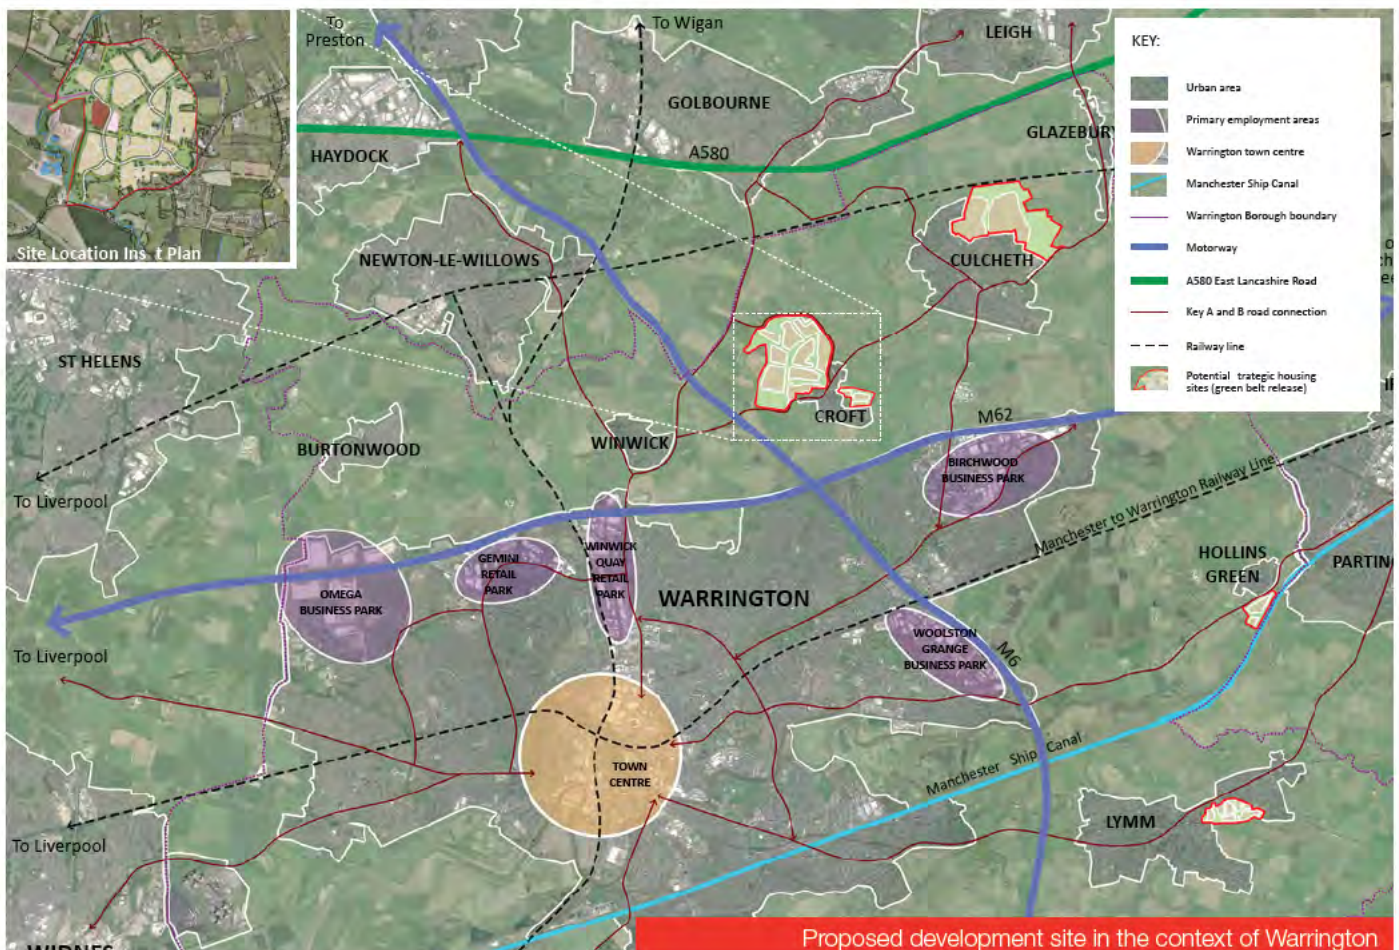 To
Preston
To Wigan
LEIGH
GOLBOURNE
A580
HAYDOCK
GLAZEBURY
Site Location Ins t Plan
NEWTON-LE-WILLOWS
CULCHETH
ST HELENS
CROFT
M62
BURTONWOOD
WINWICK
To Liverpool
BIRCHWOOD
BUSINESS PARK
Manchester to Warrington Railway Line
HOLLINS
GREEN
PARTIN
GEMINI
RETAIL
PARK
WINWICK
QUAY
RETAIL
PARK
OMEGA
BUSINESS PARK
WARRINGTON
WOOLSTON
GRANGE
BUSINESS PARK
M6
To Liverpool
TOWN
CENTRE
Manchester Ship Canal
LYMM
To Liverpool
WIDNES
KEY:
Urban area
Primary employment areas
Warrington town centre
Manchester Ship Canal
Warrington Borough boundary
Motorway
A580 East Lancashire Road
Key A and B road connection
Railway line
Potential trategic housing
sites (green belt release)
Proposed development site in the context of Warrington